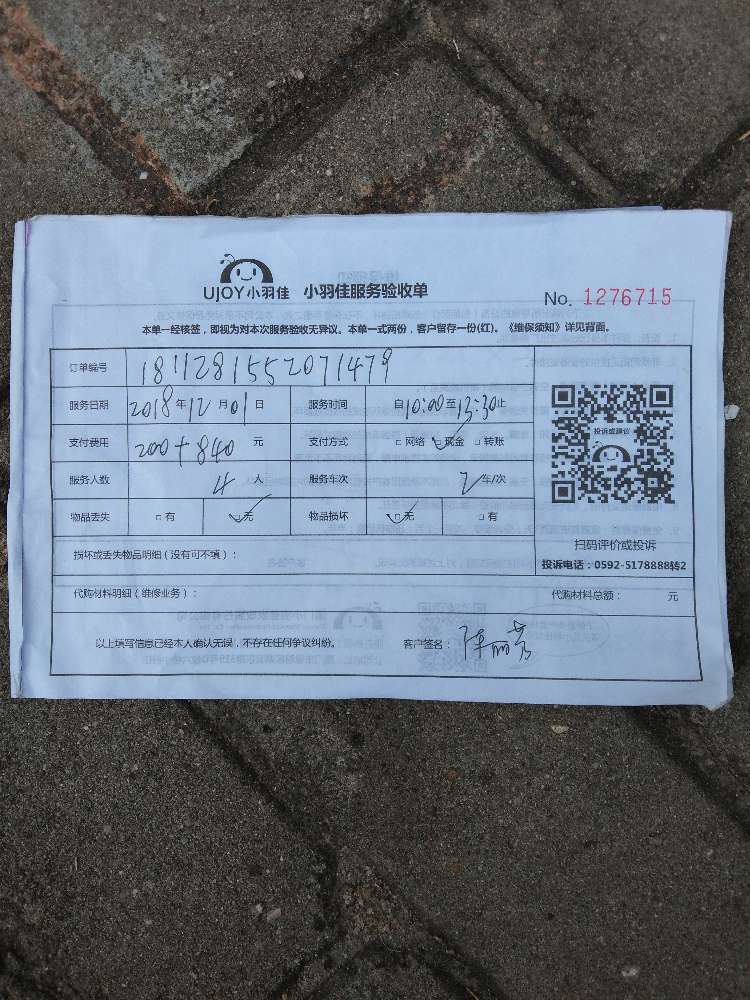 UJOY小羽佳 小羽佳服务验收单
No. 1276715
本单一经核签，即视为对本次服务验收无异议。本单一式两份，客户留存一份(红)。《维保须知》详见背面。
订单编号 1811281552071479
服务日期 2018年12月01日 服务时间 自10:00至13:30止
支付费用 200+840 元 支付方式 □网络 ☑现金 □转账
服务人数 4人 服务车次 2车/次
物品丢失 □有 ☑无 物品损坏 ☑无 □有
投诉或建议
扫码评价或投诉
投诉电话：0592-5178888转2
损坏或丢失物品明细（没有可不填）：
代购材料明细（维修业务）： 代购材料总额： 元
以上填写信息已经本人确认无误，不存在任何争议纠纷。 客户签名：陈丽芳